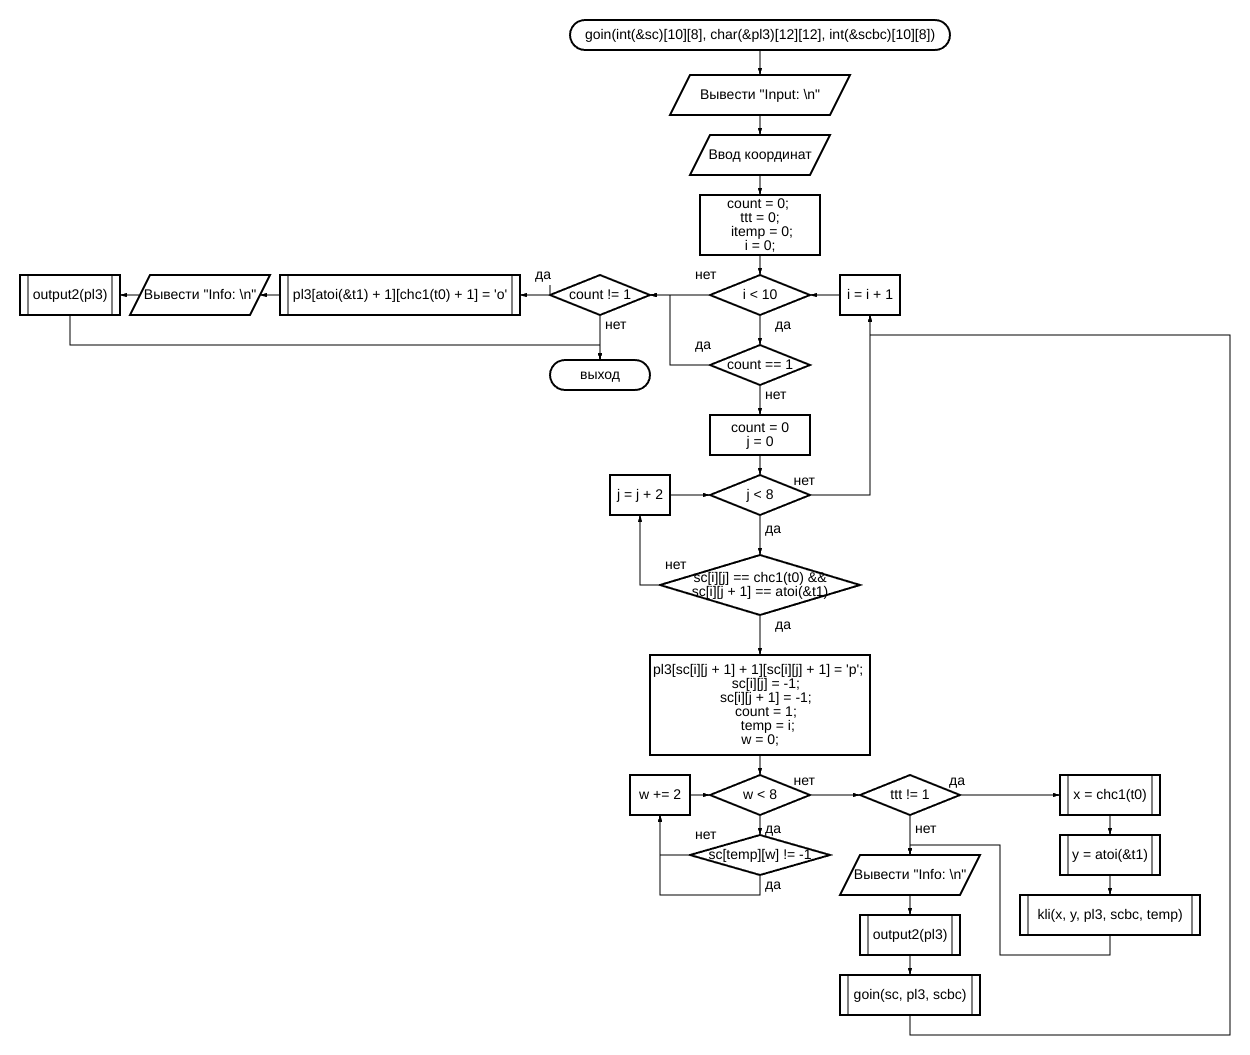 goin(int(&sc)[10][8], char(&pl3)[12][12], int(&scbc)[10][8])
Вывести "Input: \n"
Ввод координат
count = 0;
ttt = 0;
itemp = 0;
i = 0;
output2(pl3)
Вывести "Info: \n"
pl3[atoi(&t1) + 1][chc1(t0) + 1] = 'o'
да
count != 1
нет
нет
i < 10
да
i = i + 1
да
count == 1
нет
выход
count = 0
j = 0
j = j + 2
j < 8
нет
да
нет
sc[i][j] == chc1(t0) &&
sc[i][j + 1] == atoi(&t1)
да
pl3[sc[i][j + 1] + 1][sc[i][j] + 1] = 'p';
sc[i][j] = -1;
sc[i][j + 1] = -1;
count = 1;
temp = i;
w = 0;
w += 2
w < 8
нет
да
ttt != 1
да
нет
x = chc1(t0)
нет
sc[temp][w] != -1
да
y = atoi(&t1)
Вывести "Info: \n"
kli(x, y, pl3, scbc, temp)
output2(pl3)
goin(sc, pl3, scbc)